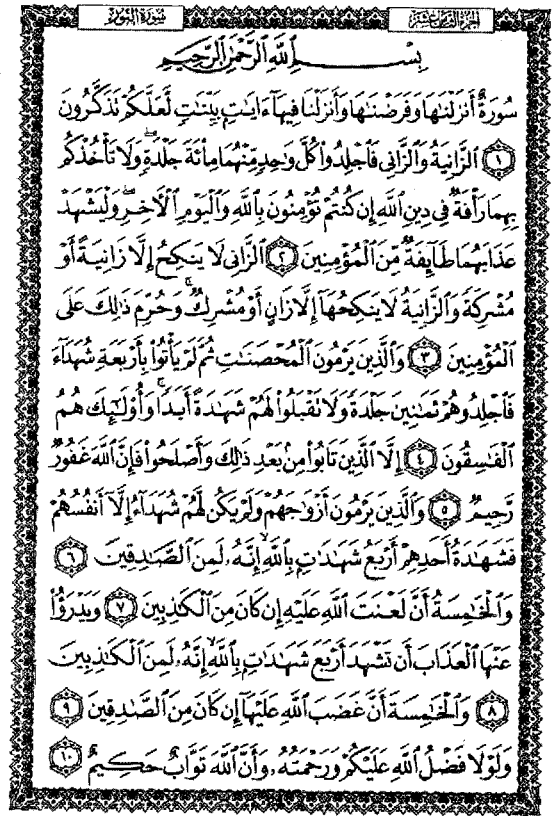 سُورَةُ النُّورِ
الجزء الثامن عشر
بِسْمِ اللَّهِ الرَّحْمَٰنِ الرَّحِيمِ
سُورَةٌ أَنزَلْنَٰهَا وَفَرَضْنَٰهَا وَأَنزَلْنَا فِيهَآ ءَايَٰتٍۭ بَيِّنَٰتٍ لَّعَلَّكُمْ تَذَكَّرُونَ
﴿١﴾ ٱلزَّانِيَةُ وَٱلزَّانِى فَٱجْلِدُوا۟ كُلَّ وَٰحِدٍ مِّنْهُمَا مِا۟ئَةَ جَلْدَةٍ ۖ وَلَا تَأْخُذْكُم
بِهِمَا رَأْفَةٌ فِى دِينِ ٱللَّهِ إِن كُنتُمْ تُؤْمِنُونَ بِٱللَّهِ وَٱلْيَوْمِ ٱلْءَاخِرِ ۖ وَلْيَشْهَدْ
عَذَابَهُمَا طَآئِفَةٌ مِّنَ ٱلْمُؤْمِنِينَ ﴿٢﴾ ٱلزَّانِى لَا يَنكِحُ إِلَّا زَانِيَةً أَوْ
مُشْرِكَةً وَٱلزَّانِيَةُ لَا يَنكِحُهَآ إِلَّا زَانٍ أَوْ مُشْرِكٌ ۚ وَحُرِّمَ ذَٰلِكَ عَلَى
ٱلْمُؤْمِنِينَ ﴿٣﴾ وَٱلَّذِينَ يَرْمُونَ ٱلْمُحْصَنَٰتِ ثُمَّ لَمْ يَأْتُوا۟ بِأَرْبَعَةِ شُهَدَآءَ
فَٱجْلِدُوهُمْ ثَمَٰنِينَ جَلْدَةً وَلَا تَقْبَلُوا۟ لَهُمْ شَهَٰدَةً أَبَدًا ۚ وَأُو۟لَٰٓئِكَ هُمُ
ٱلْفَٰسِقُونَ ﴿٤﴾ إِلَّا ٱلَّذِينَ تَابُوا۟ مِنۢ بَعْدِ ذَٰلِكَ وَأَصْلَحُوا۟ فَإِنَّ ٱللَّهَ غَفُورٌ
رَّحِيمٌ ﴿٥﴾ وَٱلَّذِينَ يَرْمُونَ أَزْوَٰجَهُمْ وَلَمْ يَكُن لَّهُمْ شُهَدَآءُ إِلَّآ أَنفُسُهُمْ
فَشَهَٰدَةُ أَحَدِهِمْ أَرْبَعُ شَهَٰدَٰتٍۭ بِٱللَّهِ ۙ إِنَّهُۥ لَمِنَ ٱلصَّٰدِقِينَ ﴿٦﴾
وَٱلْخَٰمِسَةُ أَنَّ لَعْنَتَ ٱللَّهِ عَلَيْهِ إِن كَانَ مِنَ ٱلْكَٰذِبِينَ ﴿٧﴾ وَيَدْرَؤُا۟
عَنْهَا ٱلْعَذَابَ أَن تَشْهَدَ أَرْبَعَ شَهَٰدَٰتٍۭ بِٱللَّهِ ۙ إِنَّهُۥ لَمِنَ ٱلْكَٰذِبِينَ
﴿٨﴾ وَٱلْخَٰمِسَةَ أَنَّ غَضَبَ ٱللَّهِ عَلَيْهَآ إِن كَانَ مِنَ ٱلصَّٰدِقِينَ ﴿٩﴾
وَلَوْلَا فَضْلُ ٱللَّهِ عَلَيْكُمْ وَرَحْمَتُهُۥ وَأَنَّ ٱللَّهَ تَوَّابٌ حَكِيمٌ ﴿١٠﴾